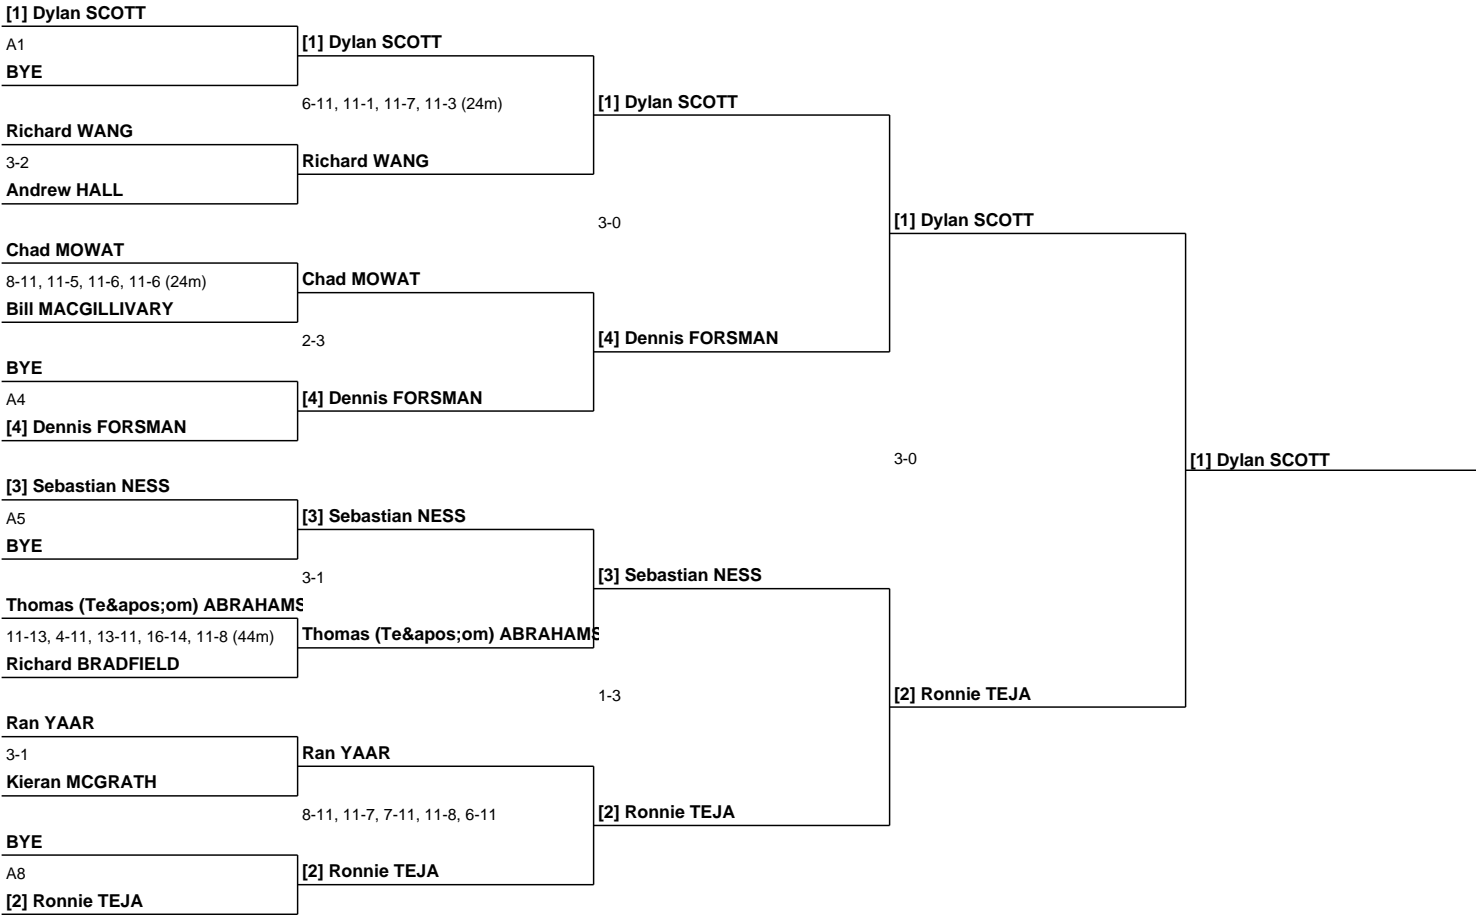 [1] Dylan SCOTT
A1
BYE
Richard WANG
3-2
Andrew HALL
Chad MOWAT
8-11, 11-5, 11-6, 11-6 (24m)
Bill MACGILLIVARY
BYE
A4
[4] Dennis FORSMAN
[3] Sebastian NESS
A5
BYE
Thomas (Te&apos;om) ABRAHAMS
11-13, 4-11, 13-11, 16-14, 11-8 (44m)
Richard BRADFIELD
Ran YAAR
3-1
Kieran MCGRATH
BYE
A8
[2] Ronnie TEJA
[1] Dylan SCOTT
6-11, 11-1, 11-7, 11-3 (24m)
Richard WANG
Chad MOWAT
2-3
[4] Dennis FORSMAN
[3] Sebastian NESS
3-1
Thomas (Te&apos;om) ABRAHAMS
Ran YAAR
8-11, 11-7, 7-11, 11-8, 6-11
[2] Ronnie TEJA
[1] Dylan SCOTT
3-0
[4] Dennis FORSMAN
[3] Sebastian NESS
1-3
[2] Ronnie TEJA
[1] Dylan SCOTT
3-0
[2] Ronnie TEJA
[1] Dylan SCOTT